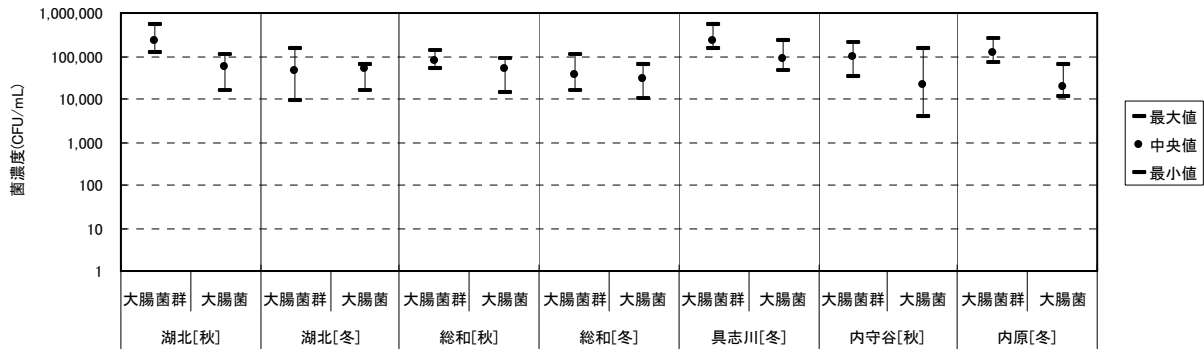 1,000,000
100,000
10,000
1,000
100
10
1
菌濃度(CFU/mL)
大腸菌群 大腸菌 大腸菌群 大腸菌 大腸菌群 大腸菌 大腸菌群 大腸菌 大腸菌群 大腸菌 大腸菌群 大腸菌 大腸菌群 大腸菌
湖北[秋] 湖北[冬] 総和[秋] 総和[冬] 具志川[冬] 内守谷[秋] 内原[冬]
最大値
中央値
最小値